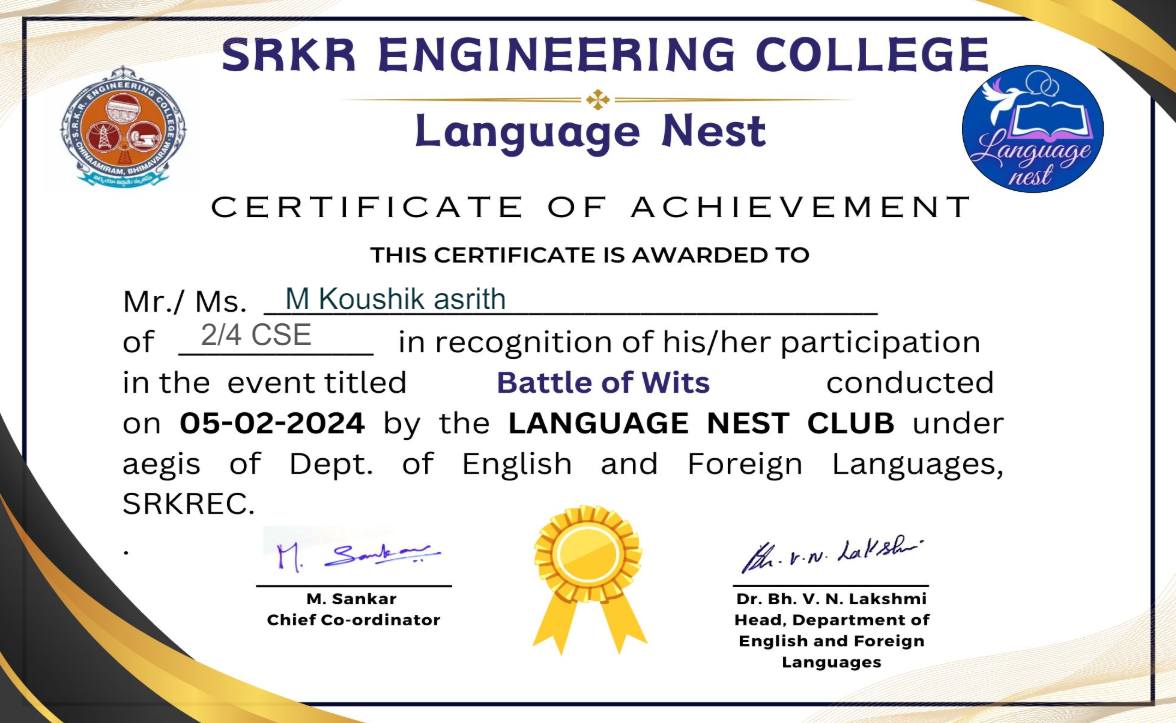 SRKR ENGINEERING COLLEGE
S.R.K.R. ENGINEERING COLLEGE
CHINAAMIRAM, BHIMAVARAM
Language Nest
Language
nest
CERTIFICATE OF ACHIEVEMENT
THIS CERTIFICATE IS AWARDED TO
Mr./ Ms. M Koushik asrith
of 2/4 CSE in recognition of his/her participation
in the event titled Battle of Wits conducted
on 05-02-2024 by the LANGUAGE NEST CLUB under
aegis of Dept. of English and Foreign Languages,
SRKREC.
.
M. Sankar
Bh. V. N. Lakshmi
M. Sankar
Chief Co-ordinator
Dr. Bh. V. N. Lakshmi
Head, Department of
English and Foreign
Languages